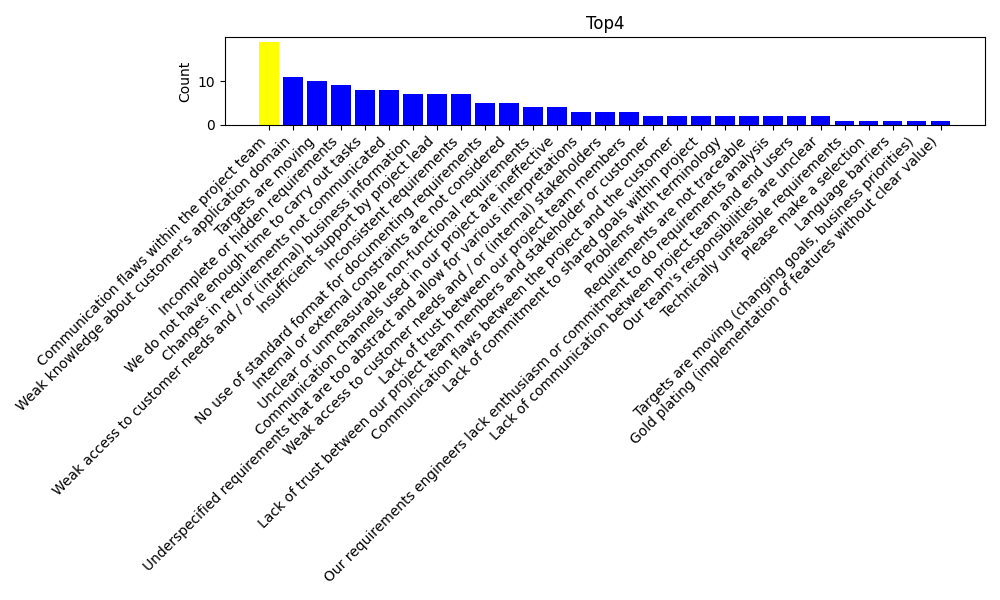 Top4
Count
10
0
Communication flaws within the project team
Weak knowledge about customer's application domain
Targets are moving
Incomplete or hidden requirements
We do not have enough time to carry out tasks
Changes in requirements not communicated
Weak access to customer needs and / or (internal) business information
Insufficient support by project lead
Inconsistent requirements
No use of standard format for documenting requirements
Internal or external constraints are not considered
Unclear or unmeasurable non-functional requirements
Communication channels used in our project are ineffective
Underspecified requirements that are too abstract and allow for various interpretations
Weak access to customer needs and / or (internal) stakeholders
Lack of trust between our project team members
Lack of trust between our project team members and stakeholder or customer
Communication flaws between the project and the customer
Lack of commitment to shared goals within project
Problems with terminology
Requirements are not traceable
Our requirements engineers lack enthusiasm or commitment to do requirements analysis
Lack of communication between project team and end users
Our team's responsibilities are unclear
Technically unfeasible requirements
Please make a selection
Language barriers
Targets are moving (changing goals, business priorities)
Gold plating (implementation of features without clear value)